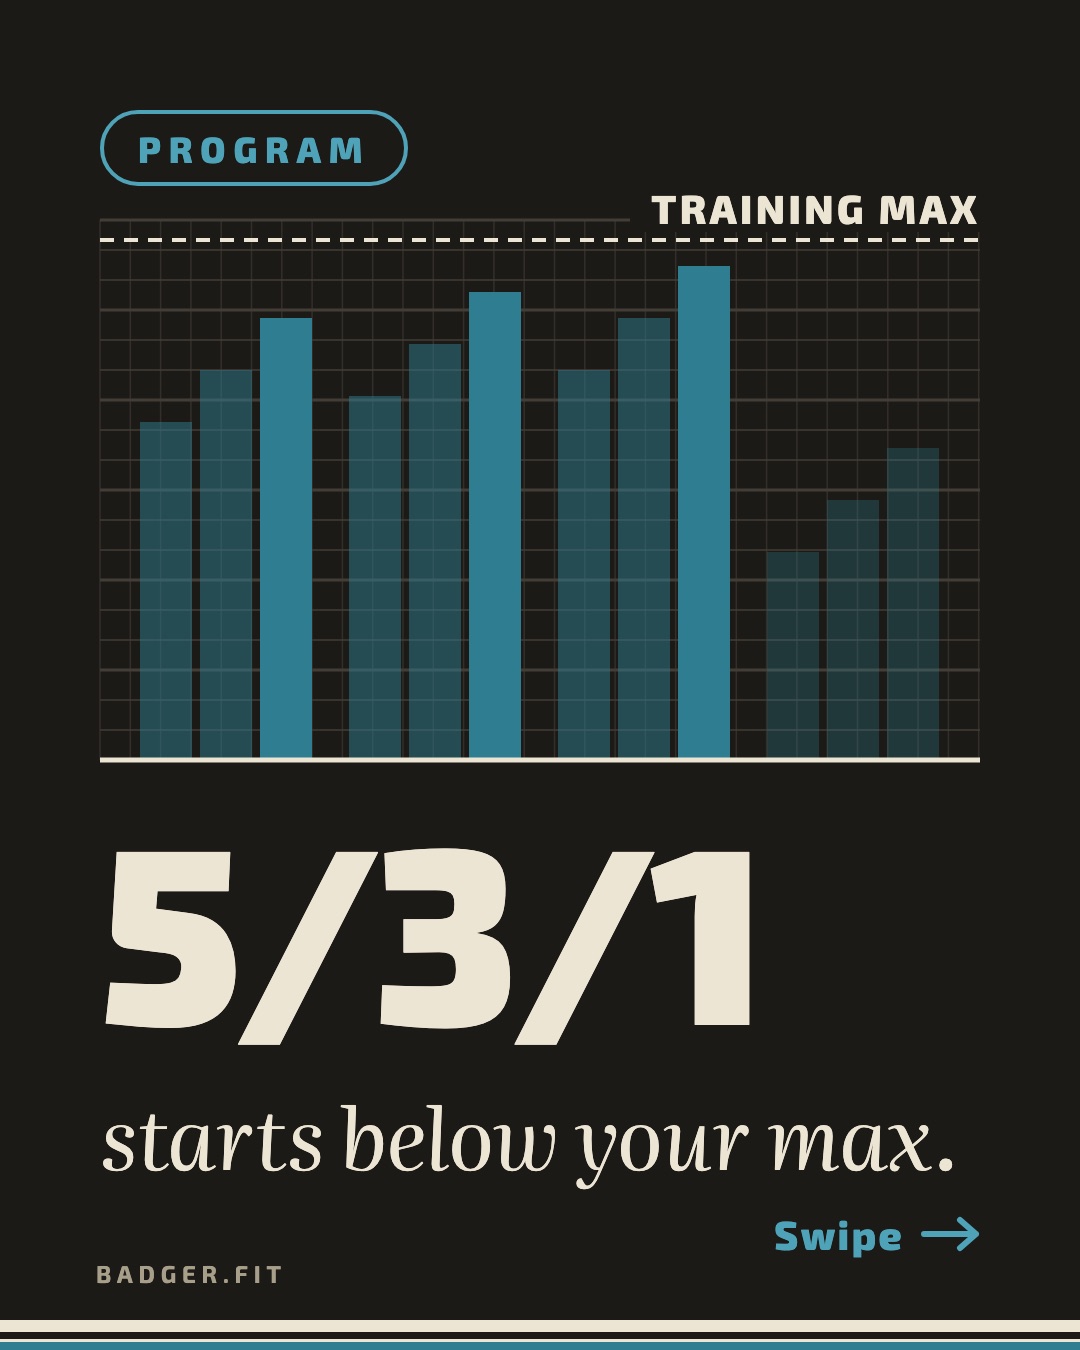 PROGRAM
TRAINING MAX
5/3/1
starts below your max.
Swipe →
BADGER.FIT